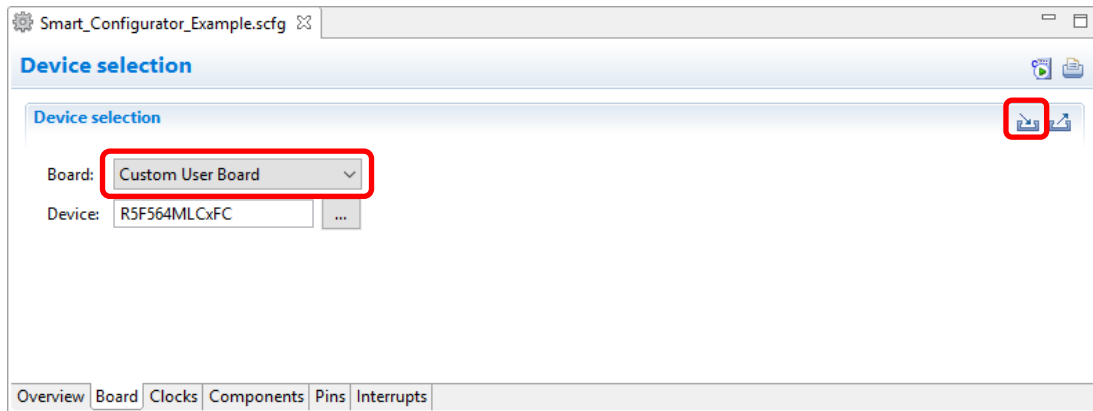 Smart_Configurator_Example.scfg
Device selection
Device selection
Board: Custom User Board
Device: R5F564MLCxFC ...
Overview Board Clocks Components Pins Interrupts